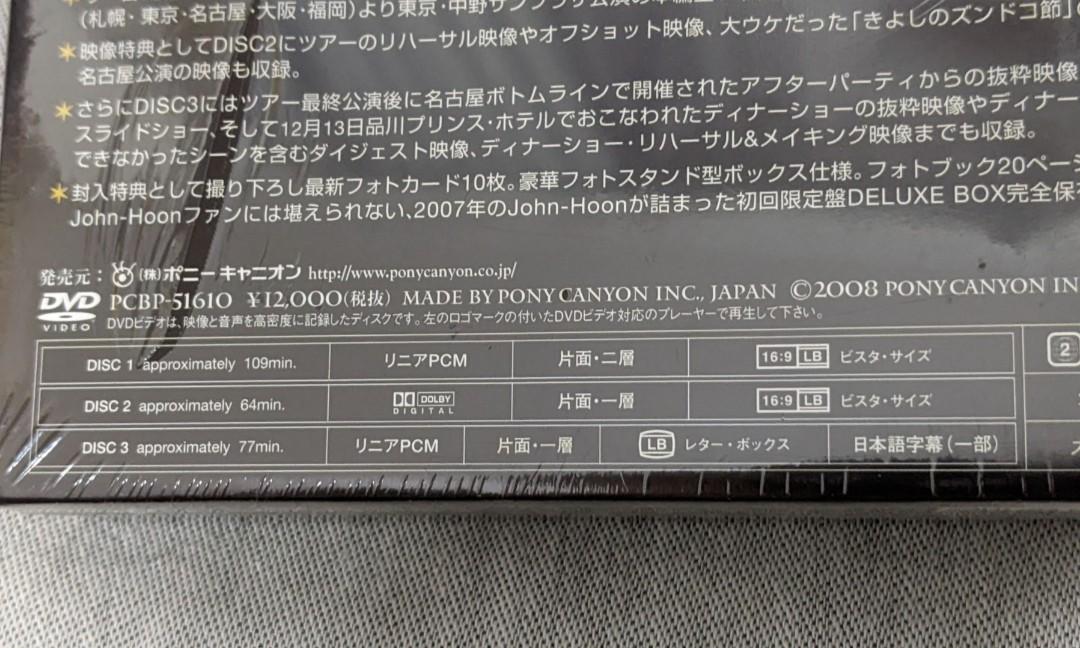 (札幌・東京・名古屋・大阪・福岡)より東京・中野サンプラザ
★映像特典としてDISC2にツアーのリハーサル映像やオフショット映像、大ウケだった「きよしのズンドコ節」
名古屋公演の映像も収録。
★さらにDISC3にはツアー最終公演後に名古屋ボトムラインで開催されたアフターパーティからの抜粋映像
スライドショー、そして12月13日品川プリンス・ホテルでおこなわれたディナーショーの抜粋映像やディナー
できなかったシーンを含むダイジェスト映像、ディナーショー・リハーサル&メイキング映像までも収録。
★封入特典として撮り下ろし最新フォトカード10枚。豪華フォトスタンド型ボックス仕様。フォトブック20ペー
John-Hoonファンには堪えられない、2007年のJohn-Hoonが詰まった初回限定盤DELUXE BOX完全保
発売元:(株)ポニーキャニオン http://www.ponycanyon.co.jp/
DVD VIDEO PCBP-51610 ¥12,000(税抜) MADE BY PONY CANYON INC., JAPAN ©2008 PONY CANYON IN
DVDビデオは、映像と音声を高密度に記録したディスクです。左のロゴマークの付いたDVDビデオ対応のプレーヤーで再生して下さい。
DISC 1 approximately 109min. リニアPCM 片面・二層 16:9 LB ビスタ・サイズ 2
DISC 2 approximately 64min. DOLBY DIGITAL 片面・一層 16:9 LB ビスタ・サイズ
DISC 3 approximately 77min. リニアPCM 片面・一層 LB レター・ボックス 日本語字幕(一部)